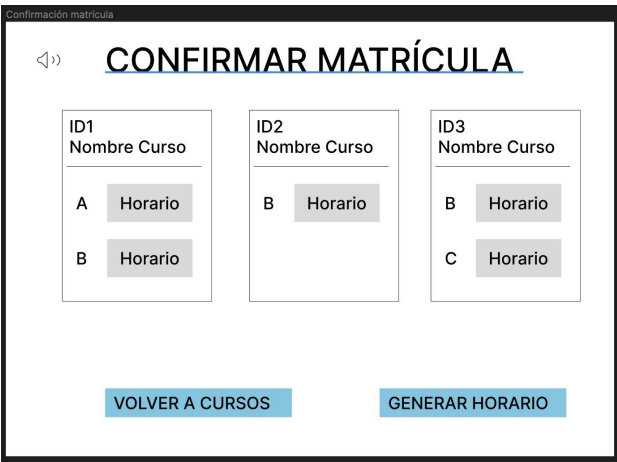 Confirmación matrícula
CONFIRMAR MATRÍCULA
ID1
Nombre Curso
A Horario
B Horario
ID2
Nombre Curso
B Horario
ID3
Nombre Curso
B Horario
C Horario
VOLVER A CURSOS
GENERAR HORARIO